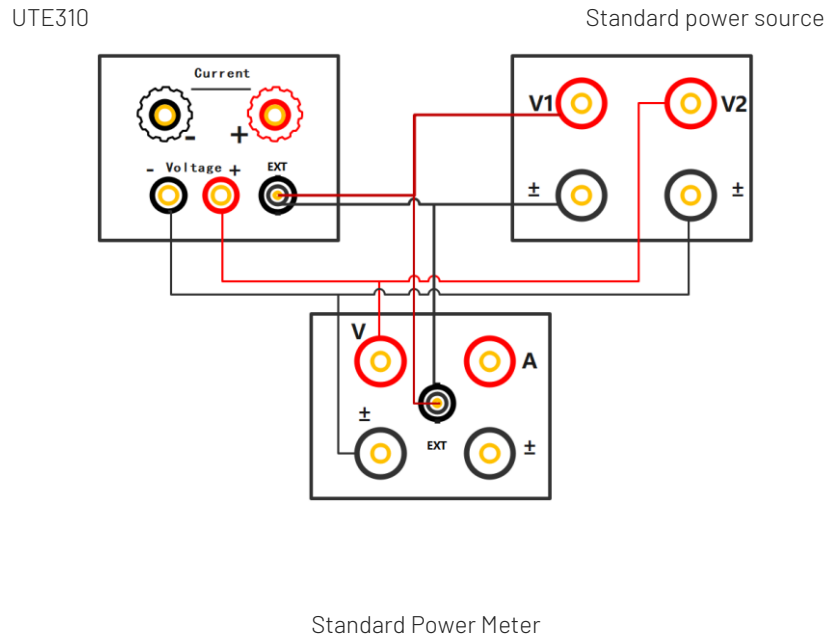 UTE310
Standard power source
Current
- +
- Voltage + EXT
V1 V2
± ±
V A
± EXT ±
Standard Power Meter